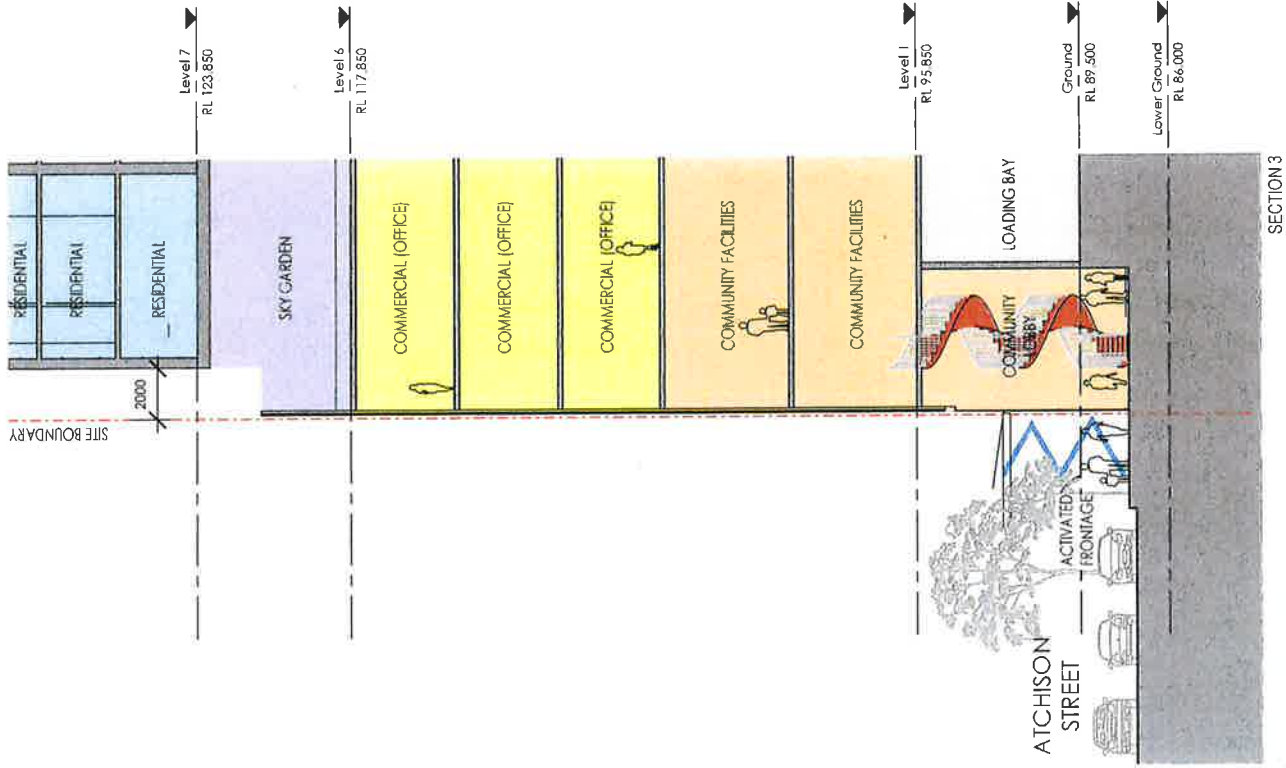 RESIDENTIAL
RESIDENTIAL
RESIDENTIAL
Level 7
RL 123.850
2000
SITE BOUNDARY
SKY GARDEN
Level 6
RL 117.850
COMMERCIAL (OFFICE)
COMMERCIAL (OFFICE)
COMMERCIAL (OFFICE)
COMMUNITY FACILITIES
COMMUNITY FACILITIES
Level 1
RL 95.850
LOADING BAY
COMMUNITY
LOBBY
ACTIVATED
FRONTAGE
Ground
RL 89.500
Lower Ground
RL 86.000
ATCHISON
STREET
SECTION 3